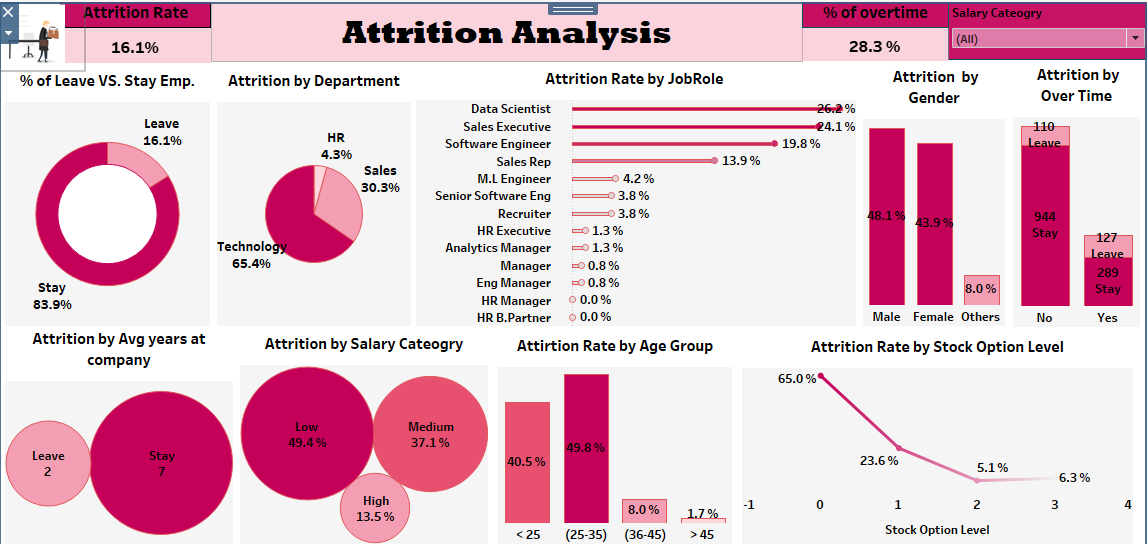 Attrition Rate
16.1%
Attrition Analysis
% of overtime
28.3 %
Salary Cateogry
(All)
% of Leave VS. Stay Emp.
Leave
16.1%
Stay
83.9%
Attrition by Department
HR
4.3%
Sales
30.3%
Technology
65.4%
Attrition Rate by JobRole
Data Scientist 26.2 %
Sales Executive 24.1 %
Software Engineer 19.8 %
Sales Rep 13.9 %
M.L Engineer 4.2 %
Senior Software Eng 3.8 %
Recruiter 3.8 %
HR Executive 1.3 %
Analytics Manager 1.3 %
Manager 0.8 %
Eng Manager 0.8 %
HR Manager 0.0 %
HR B.Partner 0.0 %
Attrition by
Gender
48.1 % 43.9 % 8.0 %
Male Female Others
Attrition by
Over Time
110
Leave
944
Stay
127
Leave
289
Stay
No Yes
Attrition by Avg years at
company
Leave
2
Stay
7
Attrition by Salary Cateogry
Low
49.4 %
Medium
37.1 %
High
13.5 %
Attirtion Rate by Age Group
40.5 % 49.8 % 8.0 % 1.7 %
< 25 (25-35) (36-45) > 45
Attrition Rate by Stock Option Level
65.0 %
23.6 %
5.1 %
6.3 %
-1 0 1 2 3 4
Stock Option Level